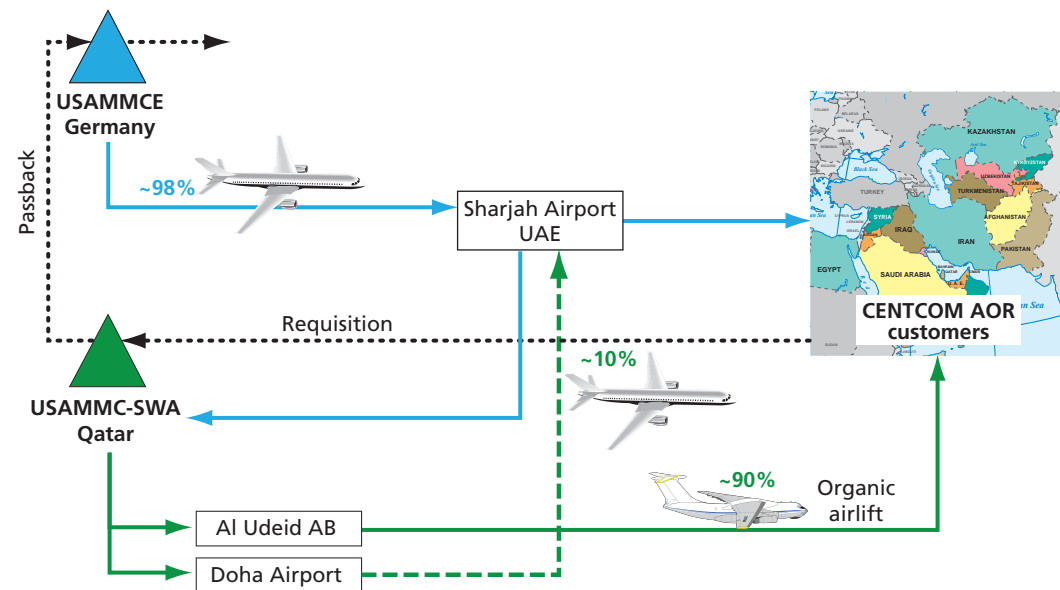 USAMMCE
Germany
Passback
~98%
Sharjah Airport
UAE
KAZAKHSTAN
UZBEKISTAN
KYRGYZSTAN
TAJIKISTAN
TURKMENISTAN
AFGHANISTAN
PAKISTAN
Black Sea
TURKEY
SYRIA
IRAQ
IRAN
EGYPT
SAUDI ARABIA
QATAR
U.A.E.
CENTCOM AOR
customers
Requisition
~10%
USAMMC-SWA
Qatar
~90%
Organic
airlift
Al Udeid AB
Doha Airport